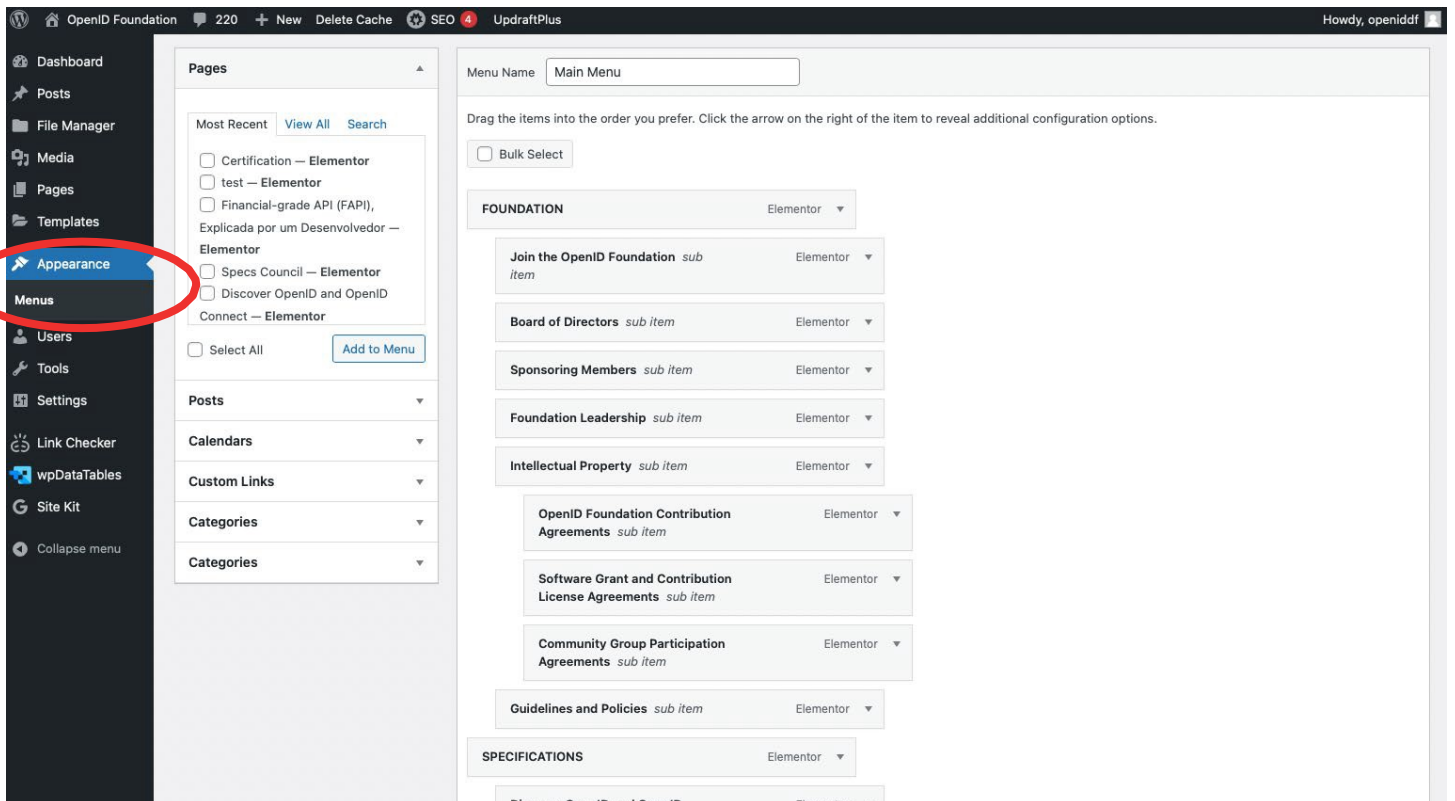 OpenID Foundation 220 New Delete Cache SEO 4 UpdraftPlus Howdy, openiddf
Dashboard
Posts
File Manager
Media
Pages
Templates
Appearance
Menus
Users
Tools
Settings
Link Checker
wpDataTables
Site Kit
Collapse menu
Pages
Most Recent View All Search
Certification — Elementor
test — Elementor
Financial-grade API (FAPI),
Explicada por um Desenvolvedor —
Elementor
Specs Council — Elementor
Discover OpenID and OpenID
Connect — Elementor
Select All Add to Menu
Posts
Calendars
Custom Links
Categories
Categories
Menu Name Main Menu
Drag the items into the order you prefer. Click the arrow on the right of the item to reveal additional configuration options.
Bulk Select
FOUNDATION Elementor
Join the OpenID Foundation sub Elementor
item
Board of Directors sub item Elementor
Sponsoring Members sub item Elementor
Foundation Leadership sub item Elementor
Intellectual Property sub item Elementor
OpenID Foundation Contribution Elementor
Agreements sub item
Software Grant and Contribution Elementor
License Agreements sub item
Community Group Participation Elementor
Agreements sub item
Guidelines and Policies sub item Elementor
SPECIFICATIONS Elementor